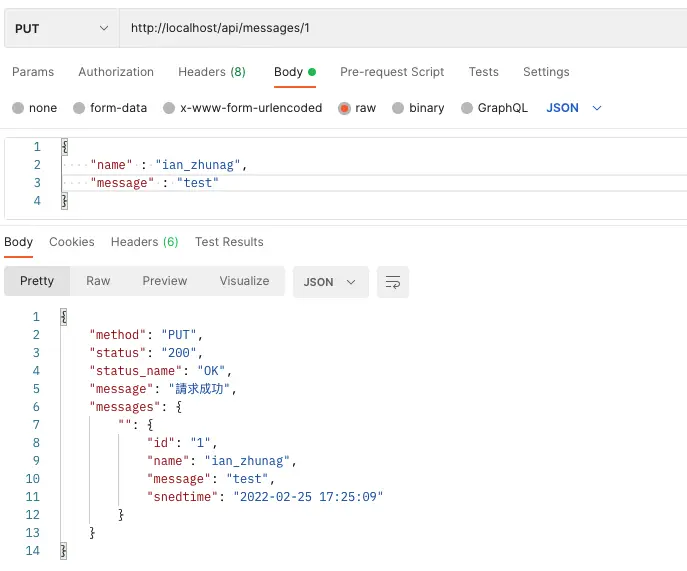 PUT http://localhost/api/messages/1
Params Authorization Headers (8) Body Pre-request Script Tests Settings
none form-data x-www-form-urlencoded raw binary GraphQL JSON
1 {
2 ····"name"·:·"ian_zhunag",
3 ····"message"·:·"test"
4 }
Body Cookies Headers (6) Test Results
Pretty Raw Preview Visualize JSON
1 {
2 "method": "PUT",
3 "status": "200",
4 "status_name": "OK",
5 "message": "請求成功",
6 "messages": {
7 "": {
8 "id": "1",
9 "name": "ian_zhunag",
10 "message": "test",
11 "snedtime": "2022-02-25 17:25:09"
12 }
13 }
14 }